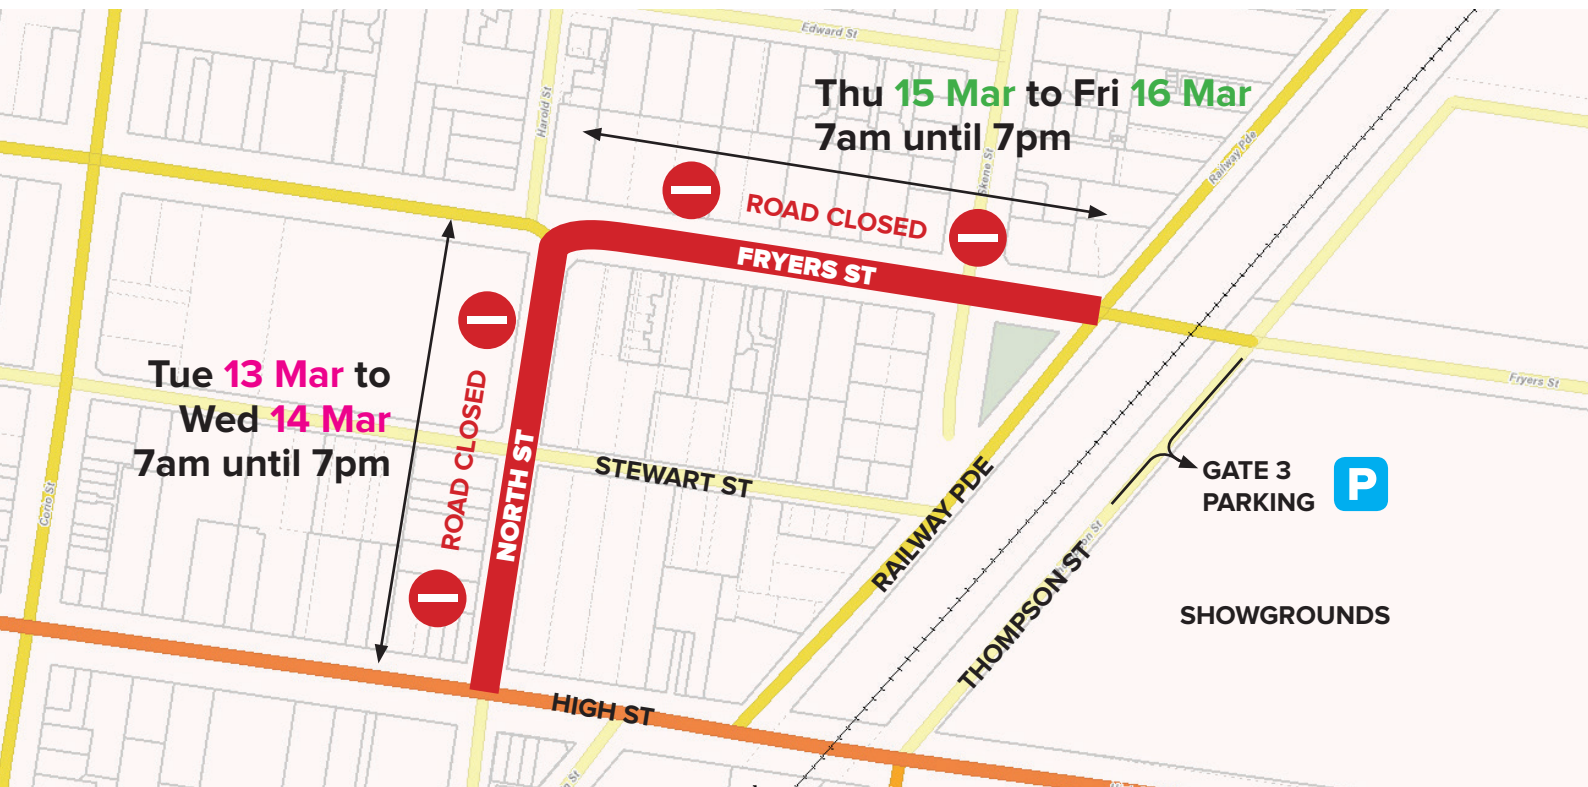 Edward St
Thu 15 Mar to Fri 16 Mar
7am until 7pm
Harold St
Skene St
Railway Pde
ROAD CLOSED
FRYERS ST
Tue 13 Mar to
Wed 14 Mar
7am until 7pm
ROAD CLOSED
NORTH ST
STEWART ST
Fryers St
RAILWAY PDE
GATE 3
PARKING
P
Corio St
THOMPSON ST
SHOWGROUNDS
HIGH ST